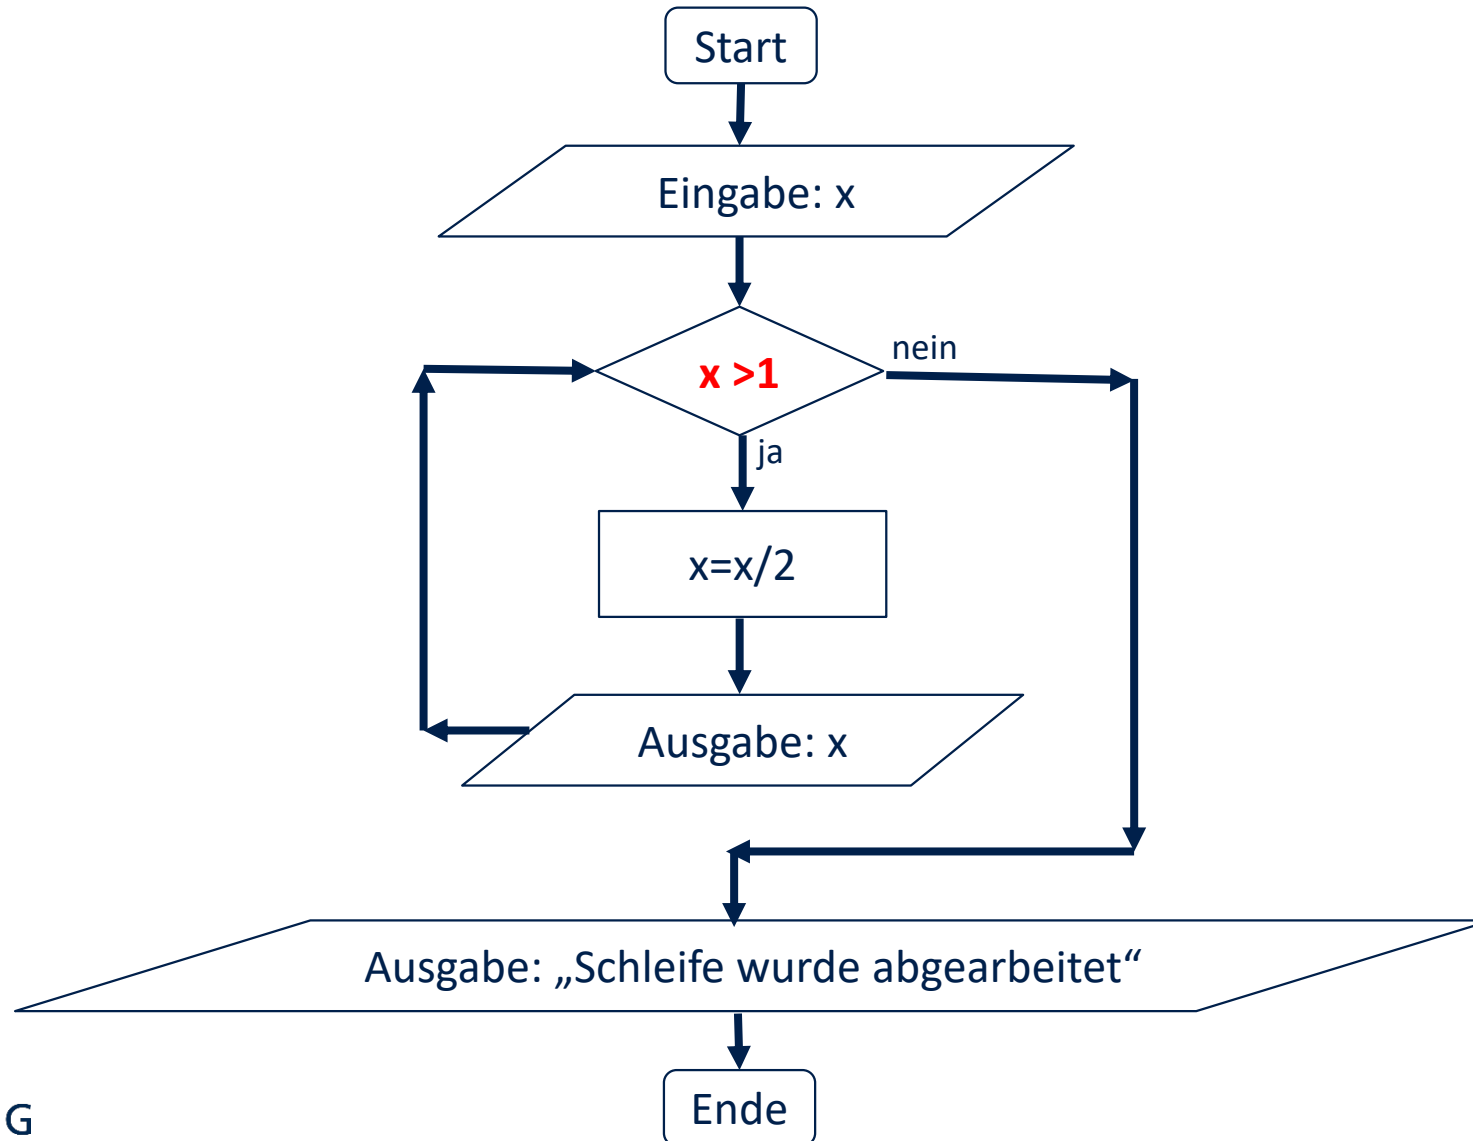 Start
Eingabe: x
x >1
nein
ja
x=x/2
Ausgabe: x
Ausgabe: „Schleife wurde abgearbeitet“
Ende
G